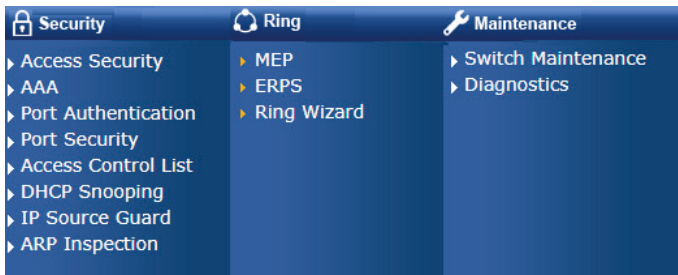 Security
Access Security
AAA
Port Authentication
Port Security
Access Control List
DHCP Snooping
IP Source Guard
ARP Inspection
Ring
MEP
ERPS
Ring Wizard
Maintenance
Switch Maintenance
Diagnostics